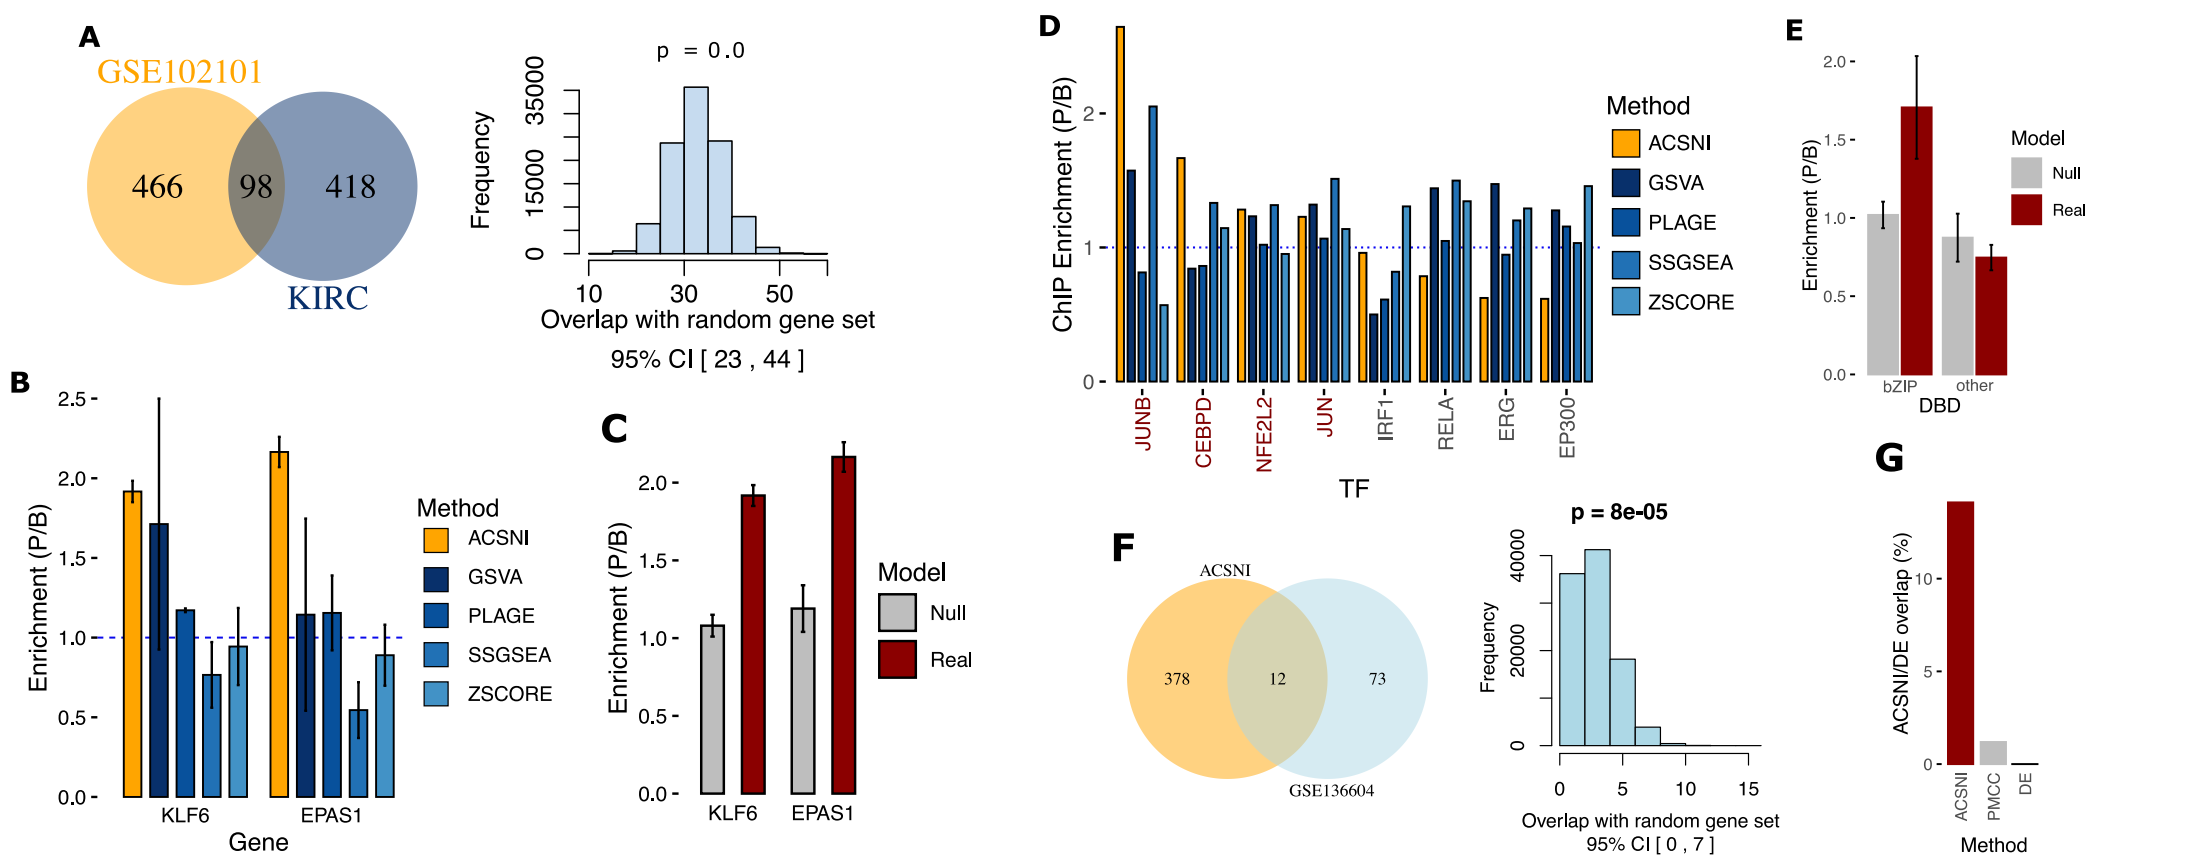 A
GSE102101
466
98
418
KIRC
p = 0.0
Frequency
0
15000
35000
10
30
50
Overlap with random gene set
95% CI [ 23 , 44 ]
B
Enrichment (P/B)
2.5
2.0
1.5
1.0
0.5
0.0
KLF6
EPAS1
Gene
Method
ACSNI
GSVA
PLAGE
SSGSEA
ZSCORE
C
Enrichment (P/B)
2.0
1.5
1.0
0.5
0.0
KLF6
EPAS1
Model
Null
Real
D
ChIP Enrichment (P/B)
2
1
0
JUNB
CEBPD
NFE2L2
JUN
IRF1
RELA
ERG
EP300
TF
Method
ACSNI
GSVA
PLAGE
SSGSEA
ZSCORE
E
Enrichment (P/B)
2.0
1.5
1.0
0.5
0.0
bZIP
other
DBD
Model
Null
Real
F
ACSNI
378
12
73
GSE136604
p = 8e-05
Frequency
0
20000
40000
0
5
10
15
Overlap with random gene set
95% CI [ 0 , 7 ]
G
ACSNI/DE overlap (%)
10
5
0
ACSNI
PMCC
DE
Method